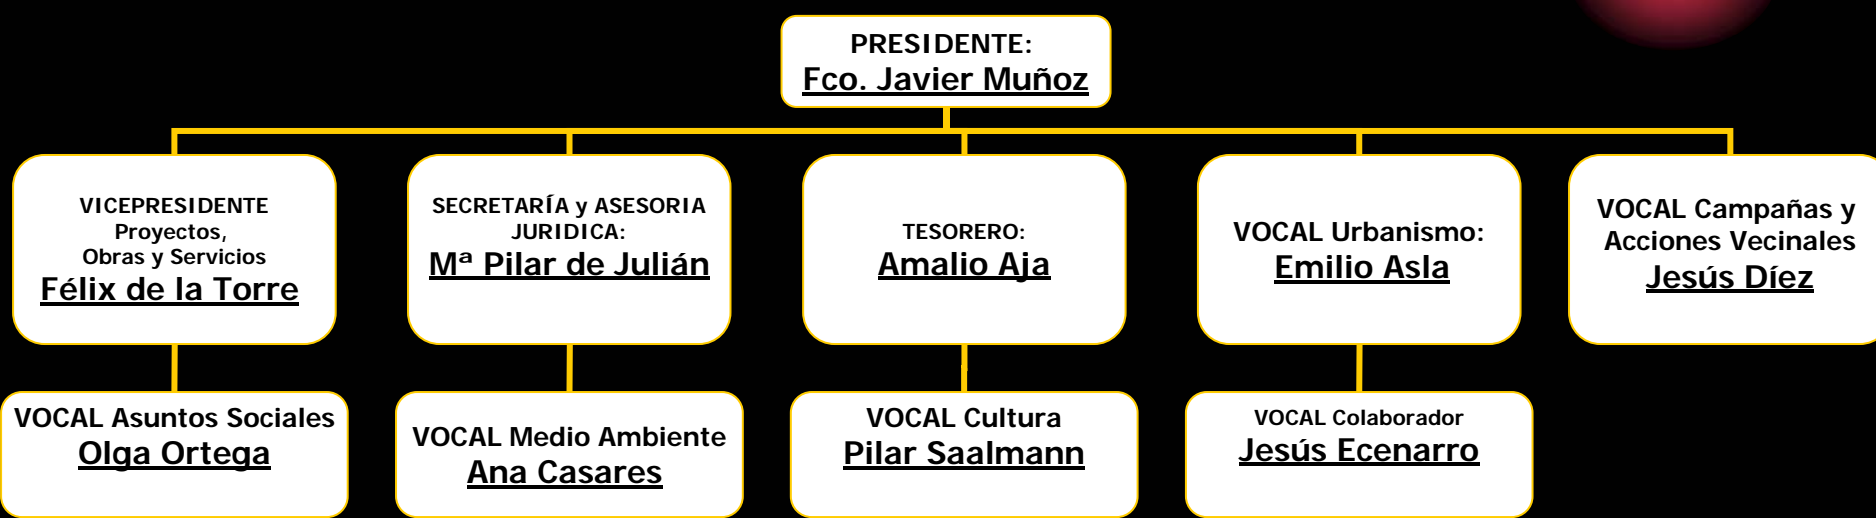 PRESIDENTE:
Fco. Javier Muñoz
VICEPRESIDENTE
Proyectos,
Obras y Servicios
Félix de la Torre
SECRETARÍA y ASESORIA
JURIDICA:
Mª Pilar de Julián
TESORERO:
Amalio Aja
VOCAL Urbanismo:
Emilio Asla
VOCAL Campañas y
Acciones Vecinales
Jesús Díez
VOCAL Asuntos Sociales
Olga Ortega
VOCAL Medio Ambiente
Ana Casares
VOCAL Cultura
Pilar Saalmann
VOCAL Colaborador
Jesús Ecenarro